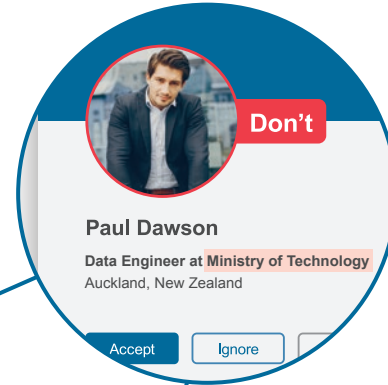 Don’t
Paul Dawson
Data Engineer at Ministry of Technology
Auckland, New Zealand
Accept Ignore